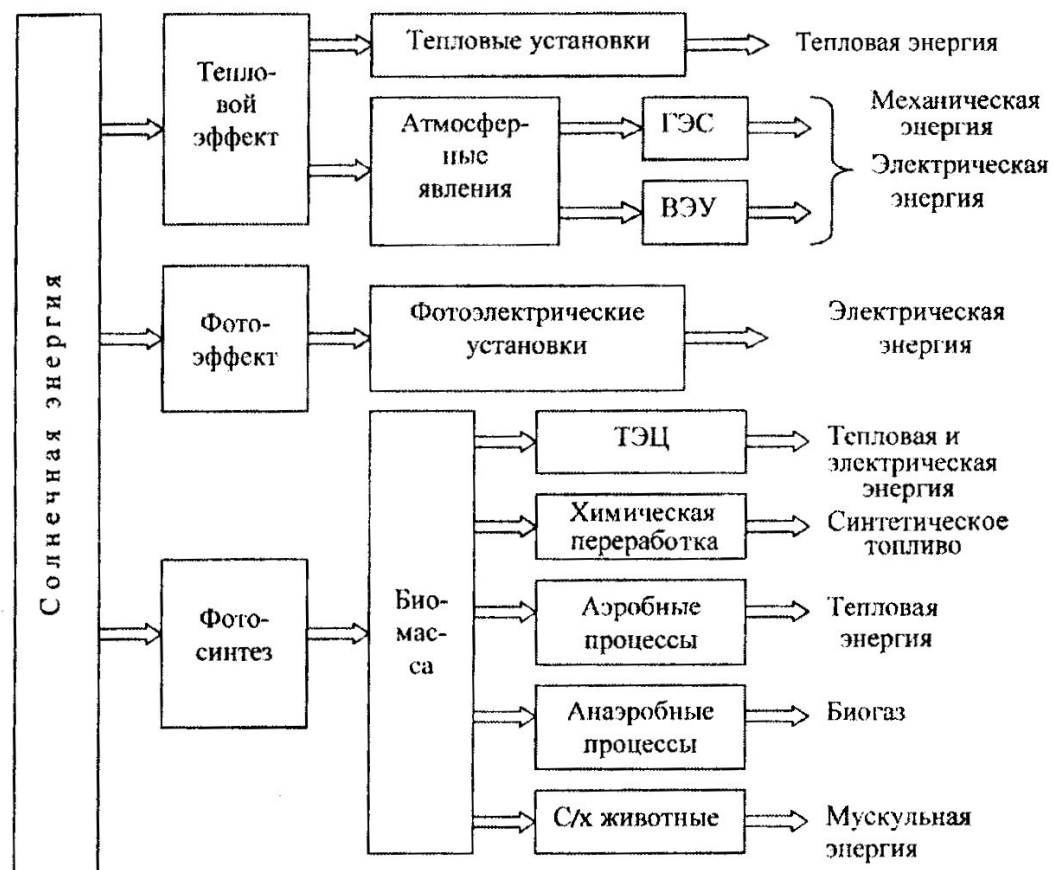 Солнечная энергия
Тепло-
вой
эффект
Тепловые установки
Тепловая энергия
Атмосфер-
ные
явления
ГЭС
ВЭУ
Механическая
энергия
Электрическая
энергия
Фото-
эффект
Фотоэлектрические
установки
Электрическая
энергия
Фото-
синтез
Био-
мас-
са
ТЭЦ
Тепловая и
электрическая
энергия
Химическая
переработка
Синтетическое
топливо
Аэробные
процессы
Тепловая
энергия
Анаэробные
процессы
Биогаз
С/х животные
Мускульная
энергия